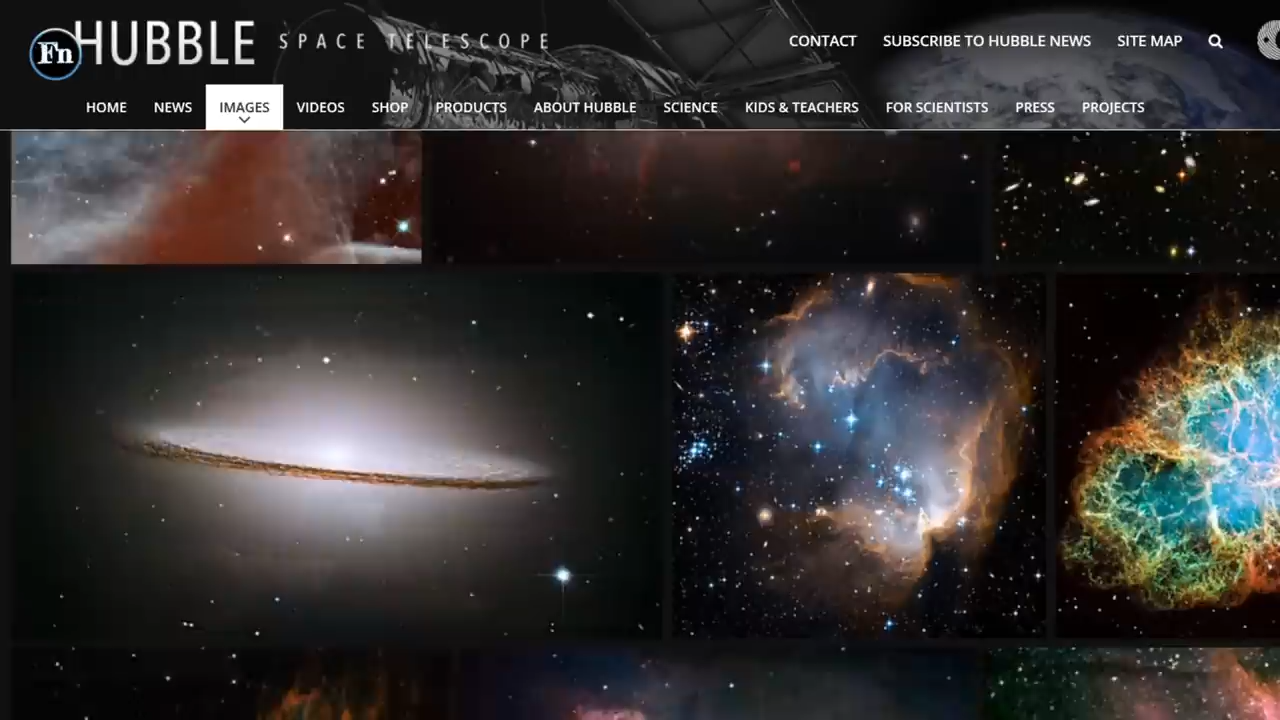 Fn
HUBBLE SPACE TELESCOPE
CONTACT SUBSCRIBE TO HUBBLE NEWS SITE MAP
HOME NEWS IMAGES VIDEOS SHOP PRODUCTS ABOUT HUBBLE SCIENCE KIDS & TEACHERS FOR SCIENTISTS PRESS PROJECTS